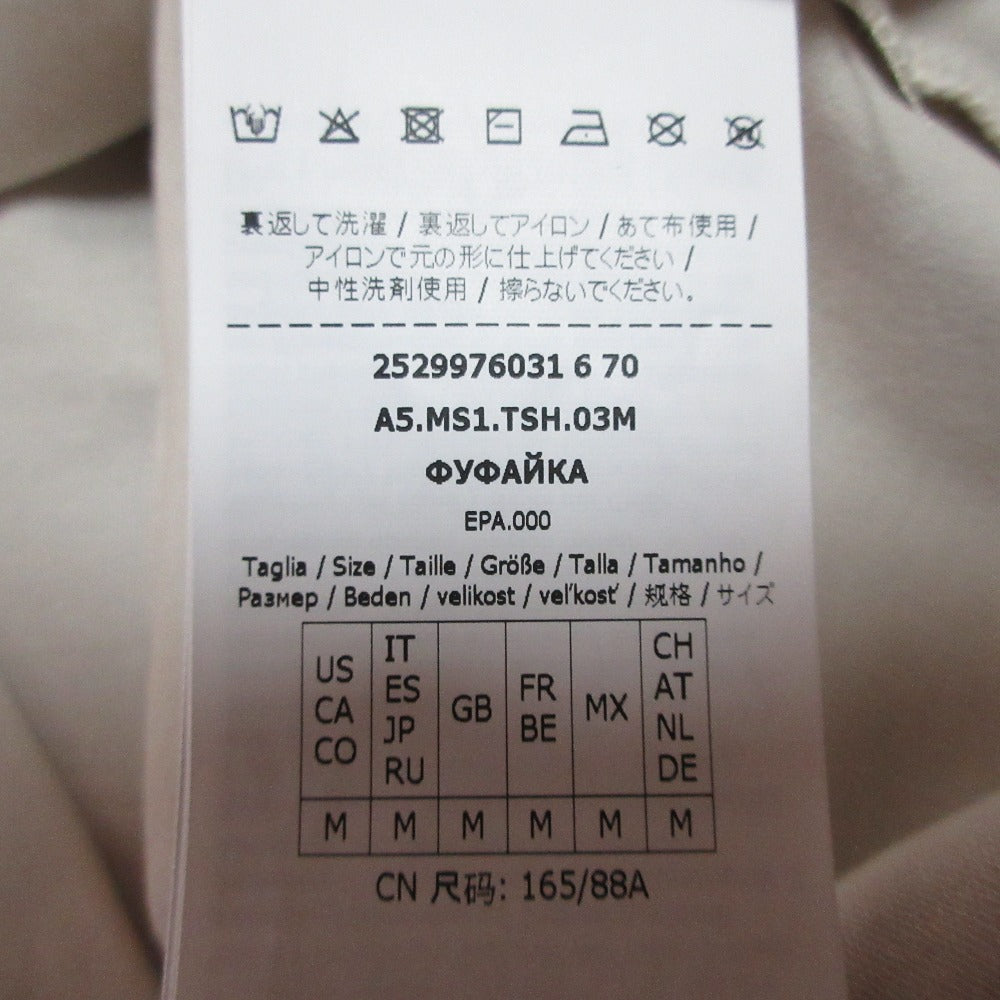 裏返して洗濯 / 裏返してアイロン / あて布使用 /
アイロンで元の形に仕上げてください /
中性洗剤使用 / 擦らないでください。
2529976031 6 70
A5.MS1.TSH.03M
ФУФАЙКА
EPA.000
Taglia / Size / Taille / Größe / Talla / Tamanho /
Размер / Beden / velikost / veľkosť / 规格 / サイズ
US CA CO
IT ES JP RU
GB
FR BE
MX
CH AT NL DE
M M M M M M
CN 尺码: 165/88A